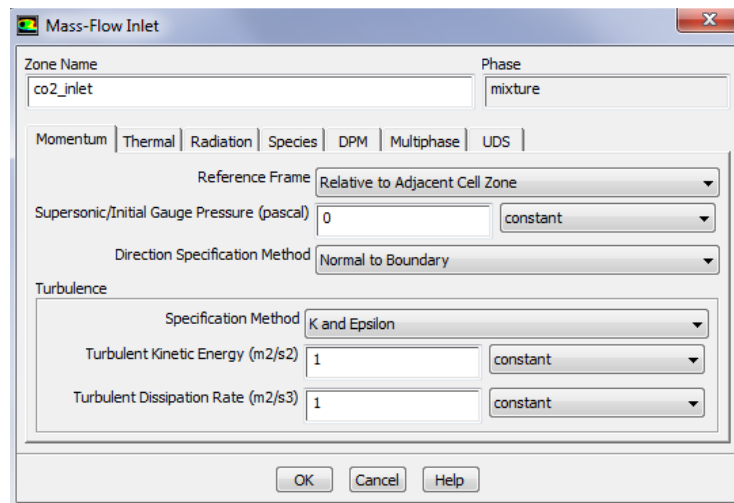 Mass-Flow Inlet
Zone Name Phase
co2_inlet mixture
Momentum Thermal Radiation Species DPM Multiphase UDS
Reference Frame Relative to Adjacent Cell Zone
Supersonic/Initial Gauge Pressure (pascal) 0 constant
Direction Specification Method Normal to Boundary
Turbulence
Specification Method K and Epsilon
Turbulent Kinetic Energy (m2/s2) 1 constant
Turbulent Dissipation Rate (m2/s3) 1 constant
OK Cancel Help